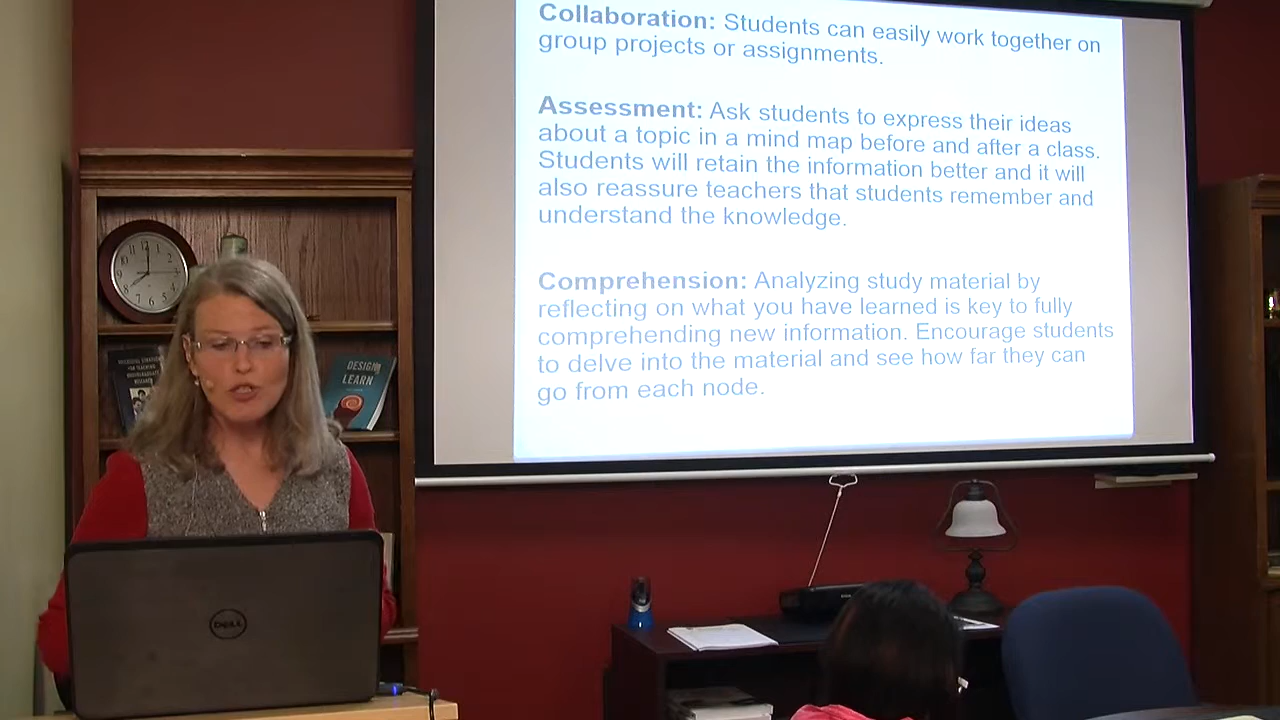 Collaboration: Students can easily work together on
group projects or assignments.
Assessment: Ask students to express their ideas
about a topic in a mind map before and after a class.
Students will retain the information better and it will
also reassure teachers that students remember and
understand the knowledge.
Comprehension: Analyzing study material by
reflecting on what you have learned is key to fully
comprehending new information. Encourage students
to delve into the material and see how far they can
go from each node.
DESIGN
LEARN
DELL